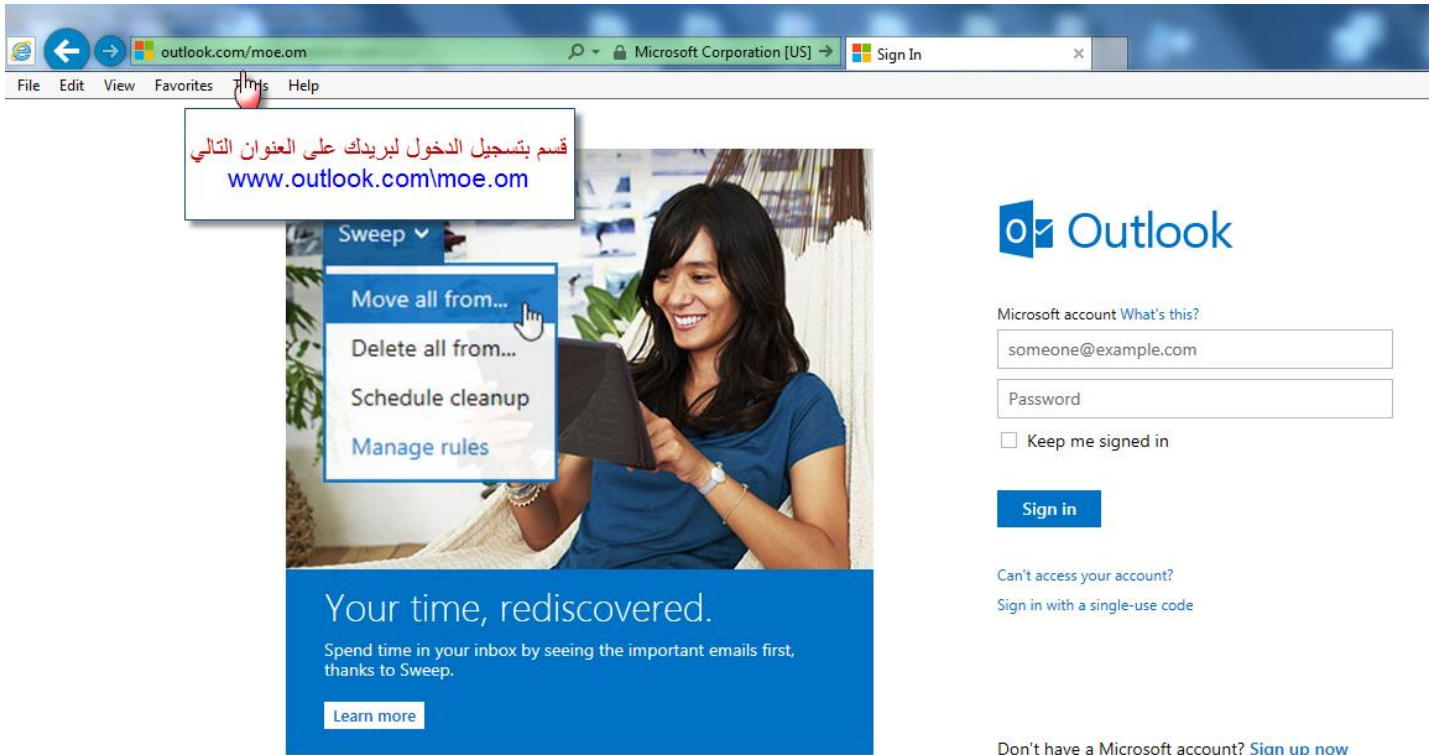 outlook.com/moe.om
Microsoft Corporation [US]
Sign In
File Edit View Favorites Help
قسم بتسجيل الدخول لبريدك على العنوان التالي
www.outlook.com\moe.om
Sweep
Move all from...
Delete all from...
Schedule cleanup
Manage rules
Your time, rediscovered.
Spend time in your inbox by seeing the important emails first,
thanks to Sweep.
Learn more
Outlook
Microsoft account What's this?
someone@example.com
Password
Keep me signed in
Sign in
Can't access your account?
Sign in with a single-use code
Don't have a Microsoft account? Sign up now